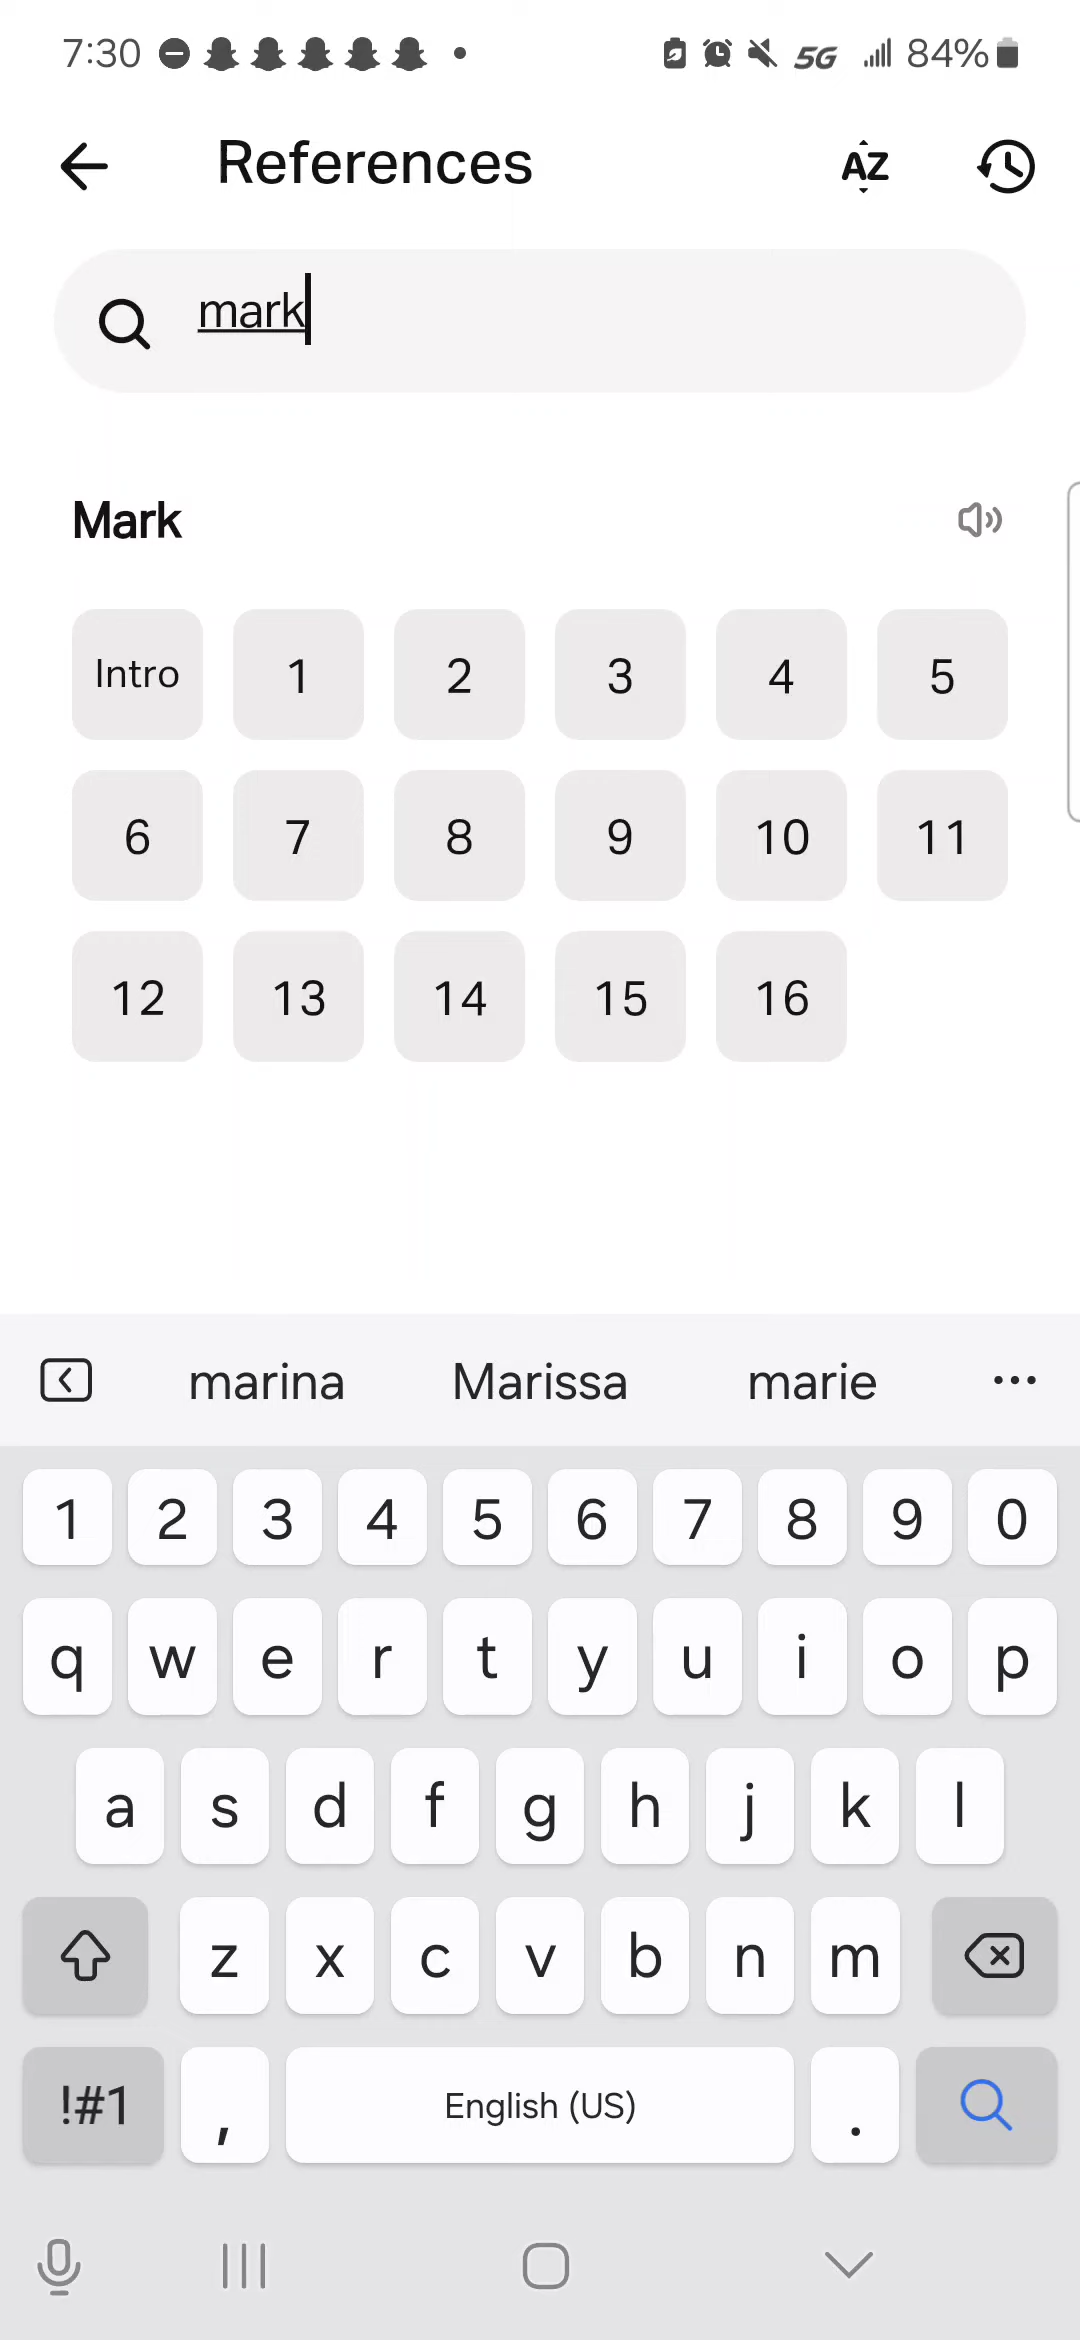 7:30 5G 84%
References AZ
mark
Mark
Intro 1 2 3 4 5
6 7 8 9 10 11
12 13 14 15 16
marina Marissa marie ...
1 2 3 4 5 6 7 8 9 0
q w e r t y u i o p
a s d f g h j k l
z x c v b n m
!#1 , English (US) .